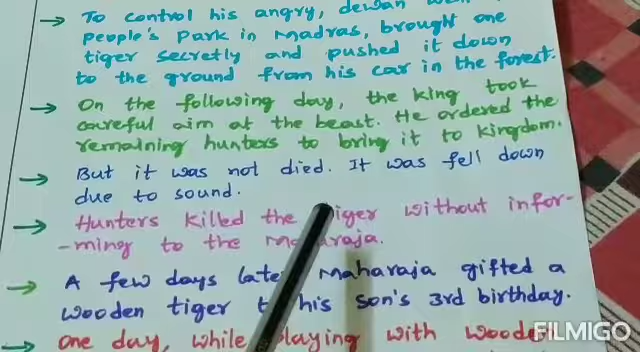 → To control his angry, dewan
people's park in Madras, brought one
tiger secretly and pushed it down
to the ground from his car in the forest.
→ On the following day, the king took
careful aim at the beast. He ordered the
remaining hunters to bring it to kingdom.
→ But it was not died. It was fell down
due to sound.
→ Hunters killed the tiger without infor-
-ming to the Maharaja.
→ A few days later Maharaja gifted a
wooden tiger to his son's 3rd birthday.
→ One day, while playing with wooden
FILMIGO